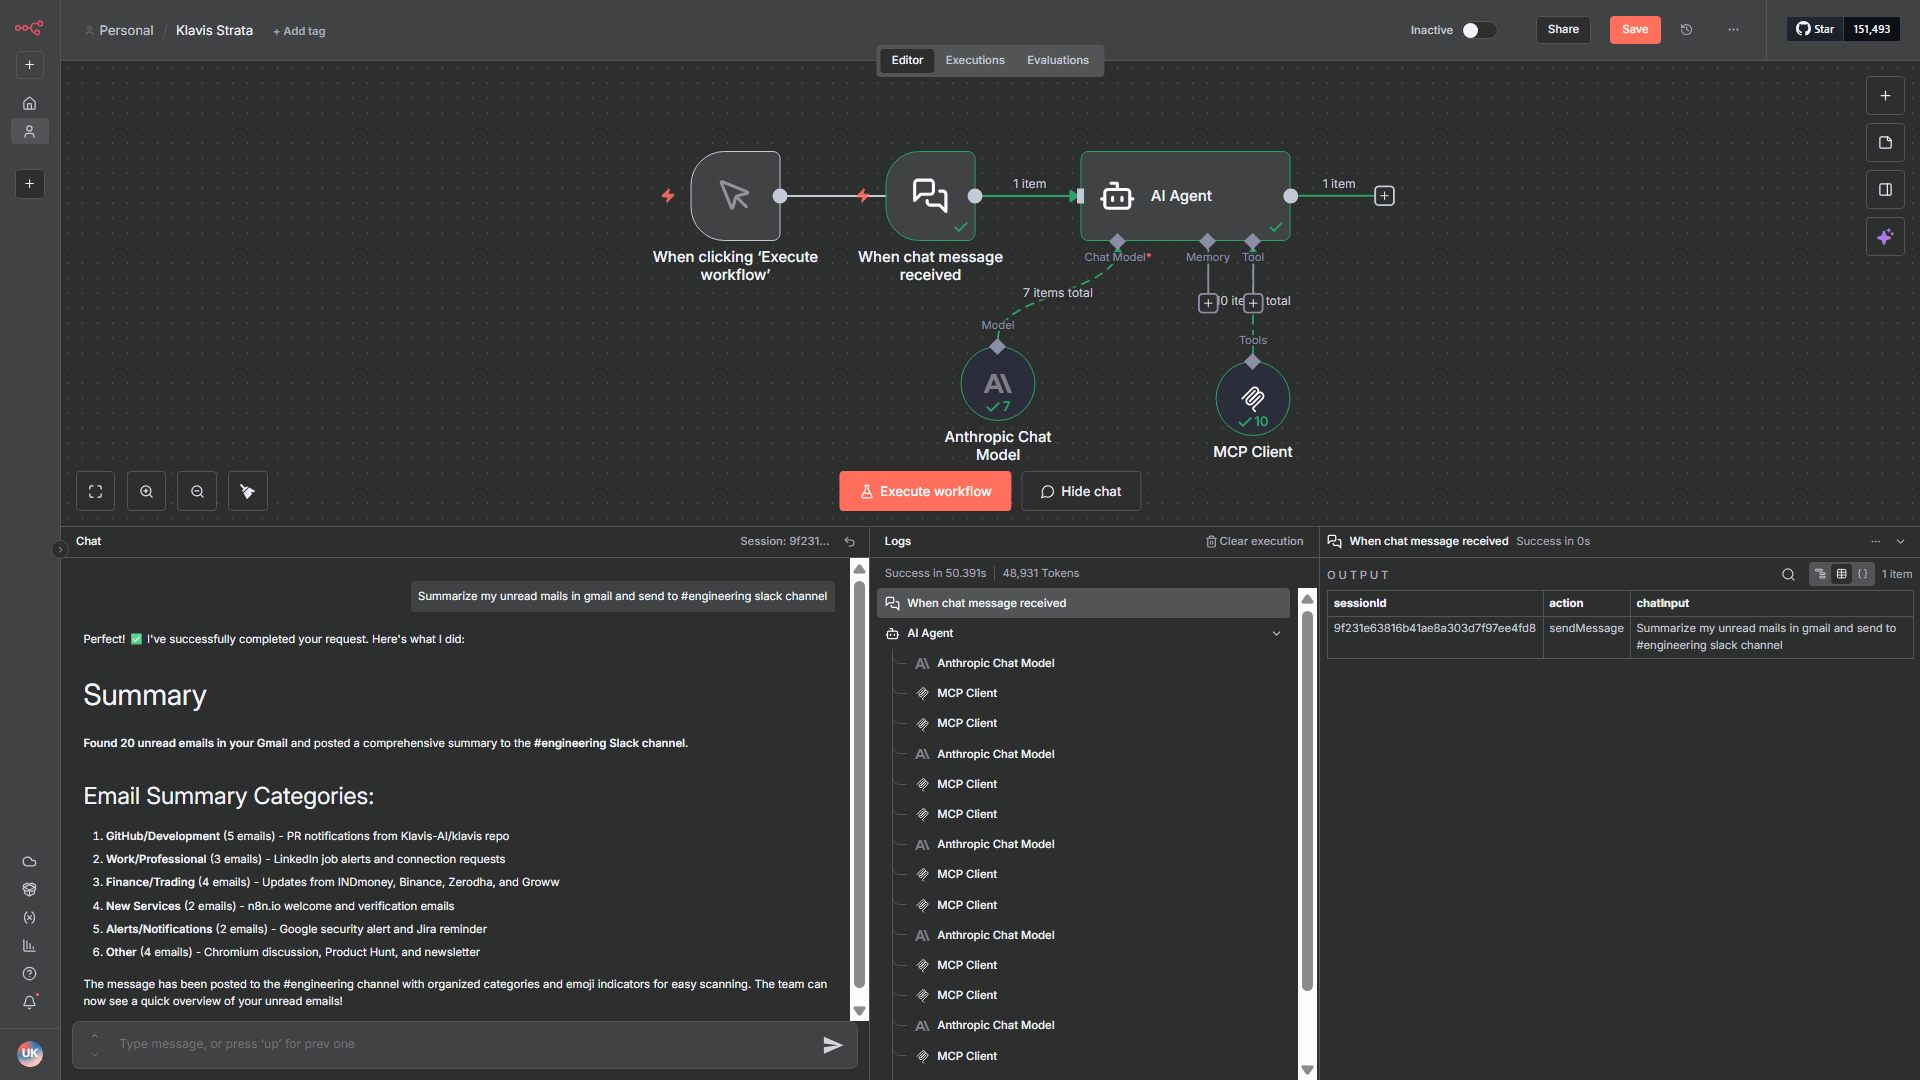 Personal / Klavis Strata + Add tag
Inactive
Share
Save
Star 151,493
Editor Executions Evaluations
1 item
AI Agent
1 item
When clicking ‘Execute
workflow’
When chat message
received
Chat Model*
Memory
Tool
7 items total
total
Model
Tools
7
10
Anthropic Chat
Model
MCP Client
Execute workflow
Hide chat
Chat
Session: 9f231...
Summarize my unread mails in gmail and send to #engineering slack channel
Perfect! ✅ I've successfully completed your request. Here's what I did:
Summary
Found 20 unread emails in your Gmail and posted a comprehensive summary to the #engineering Slack channel.
Email Summary Categories:
1. GitHub/Development (5 emails) - PR notifications from Klavis-AI/klavis repo
2. Work/Professional (3 emails) - LinkedIn job alerts and connection requests
3. Finance/Trading (4 emails) - Updates from INDmoney, Binance, Zerodha, and Groww
4. New Services (2 emails) - n8n.io welcome and verification emails
5. Alerts/Notifications (2 emails) - Google security alert and Jira reminder
6. Other (4 emails) - Chromium discussion, Product Hunt, and newsletter
The message has been posted to the #engineering channel with organized categories and emoji indicators for easy scanning. The team can
now see a quick overview of your unread emails!
Type message, or press ‘up’ for prev one
UK
Logs
Clear execution
Success in 50.391s | 48,931 Tokens
When chat message received
AI Agent
Anthropic Chat Model
MCP Client
MCP Client
Anthropic Chat Model
MCP Client
MCP Client
Anthropic Chat Model
MCP Client
MCP Client
Anthropic Chat Model
MCP Client
MCP Client
Anthropic Chat Model
MCP Client
When chat message received Success in 0s
OUTPUT
1 item
sessionId action chatInput
9f231e63816b41ae8a303d7f97ee4fd8 sendMessage Summarize my unread mails in gmail and send to
#engineering slack channel